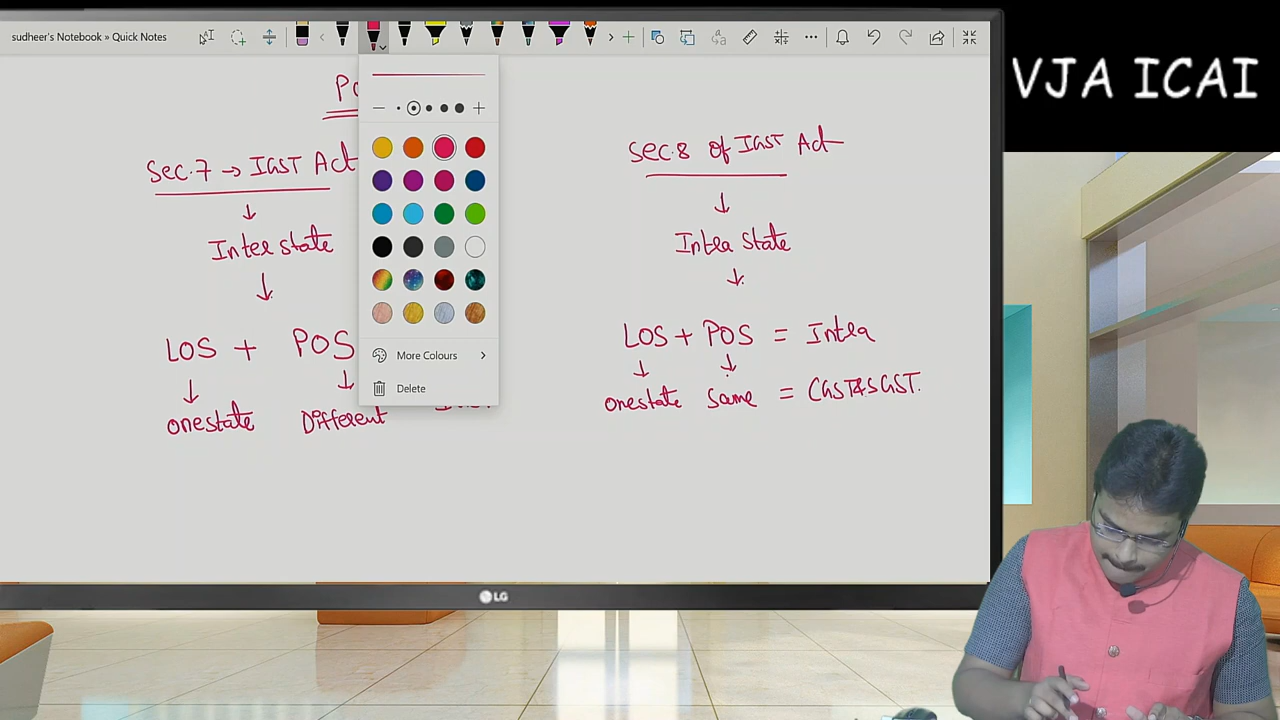 sudheer's Notebook » Quick Notes
VJA ICAI
Sec.7 → IGST Act
Inter state
LOS + POS
onestate Different
Sec.8 of IGST Act
Intra State
LOS + POS = Intra
onestate same = CGST&SGST.
More Colours
Delete
LG